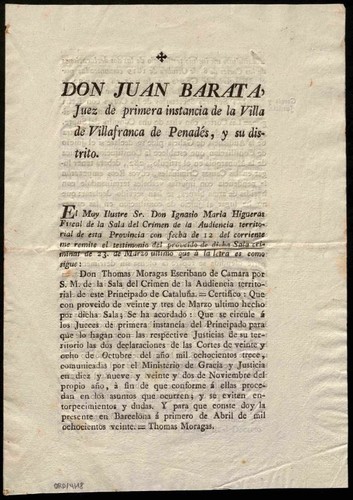 DON JUAN BARATA,
Juez de primera instancia de la Villa
de Villafranca de Penadés, y su dis-
trito.
El Muy Ilustre Sr. Don Ignasio María Higueras
Fiscal de la Sala del Crimen de la Audiencia territo-
rial de esta Provincia con fecha de 12 del corriente
me remite el testimonio del proveido de dicha Sala cri-
minal de 23. de Marzo ultimo que á la letra es como
sigue:
Don Thomas Moragas Escribano de Camara por
S. M. de la Sala del Crimen de la Audiencia territo-
rial de este Principado de Cataluña. = Certifico: Que
con proveido de veinte y tres de Marzo ultimo hecho
por dicha Sala; Se ha acordado: Que se circule á
los Jueces de primera instancia del Principado para
que lo hagan con las respective Justicias de su ter-
ritorio las dos declaraciones de las Cortes de veinte y
ocho de Octubre del año mil ochocientos trece,
comunicadas por el Ministerio de Gracia y Justicia
en diez y nueve y veinte y dos de Noviembre del
propio año, á fin de que conforme á ellas proce-
dan en los asuntos que ocurren; y se eviten en-
torpecimientos y dudas. Y para que conste doy la
presente en Barcelona á primero de Abril de mil
ochocientos veinte. = Thomas Moragas.